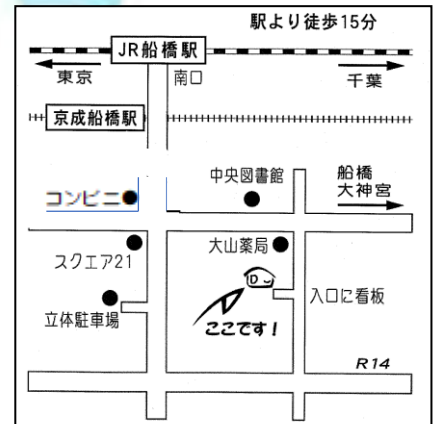 駅より徒歩15分
JR船橋駅
東京
南口
千葉
京成船橋駅
中央図書館
船橋
大神宮
コンビニ
スクエア21
大山薬局
立体駐車場
D
入口に看板
ここです!
R14